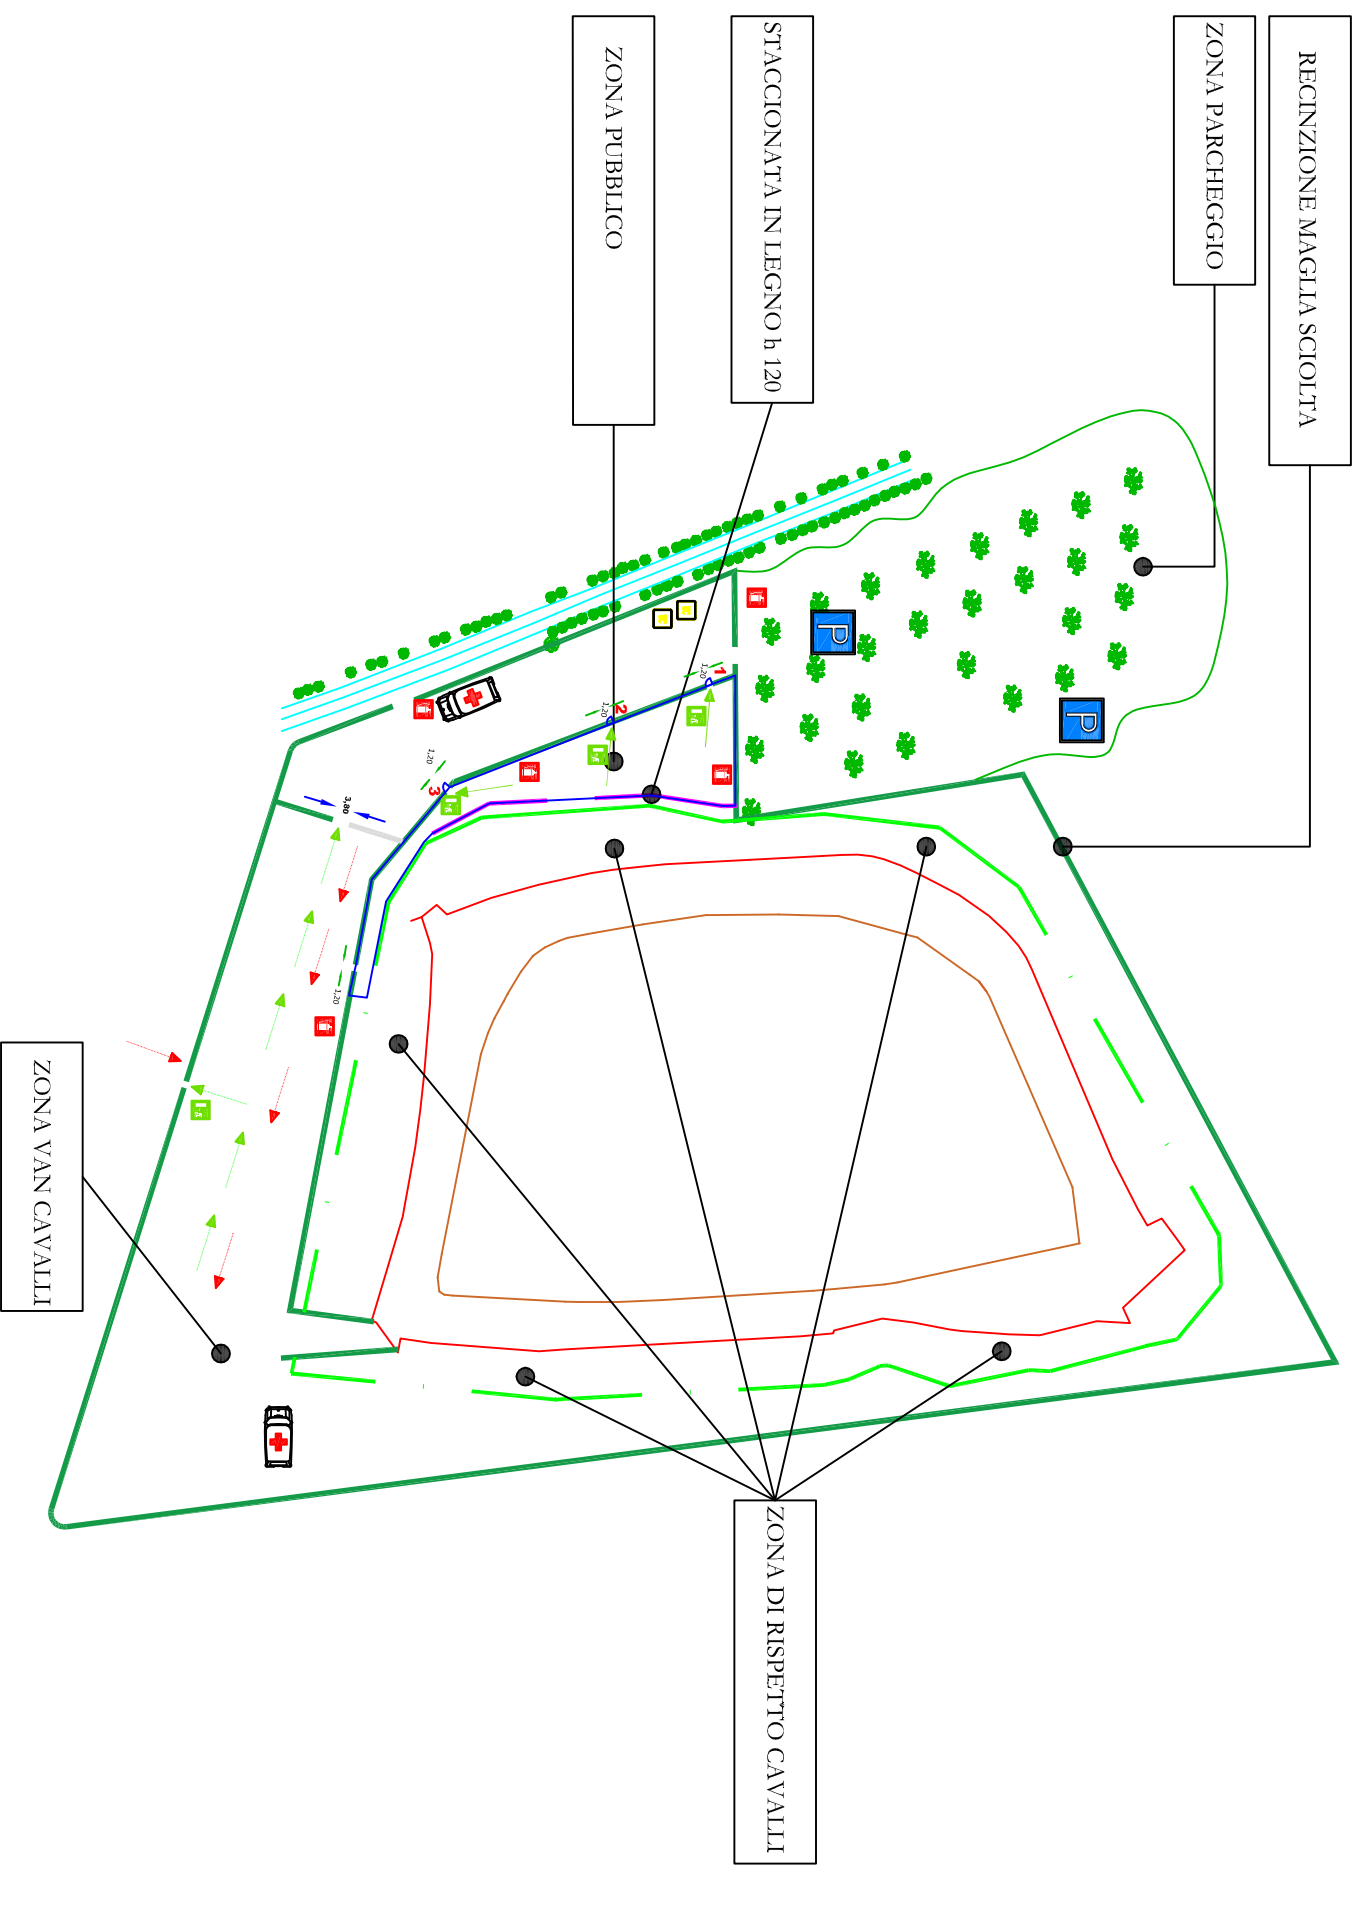 RECINZIONE MAGLIA SCIOLTA
ZONA PARCHEGGIO
STACCIONATA IN LEGNO h 120
ZONA PUBBLICO
P
P
1
1,20
2
1,20
3
1,20
3,80
1,20
ZONA VAN CAVALLI
ZONA DI RISPETTO CAVALLI